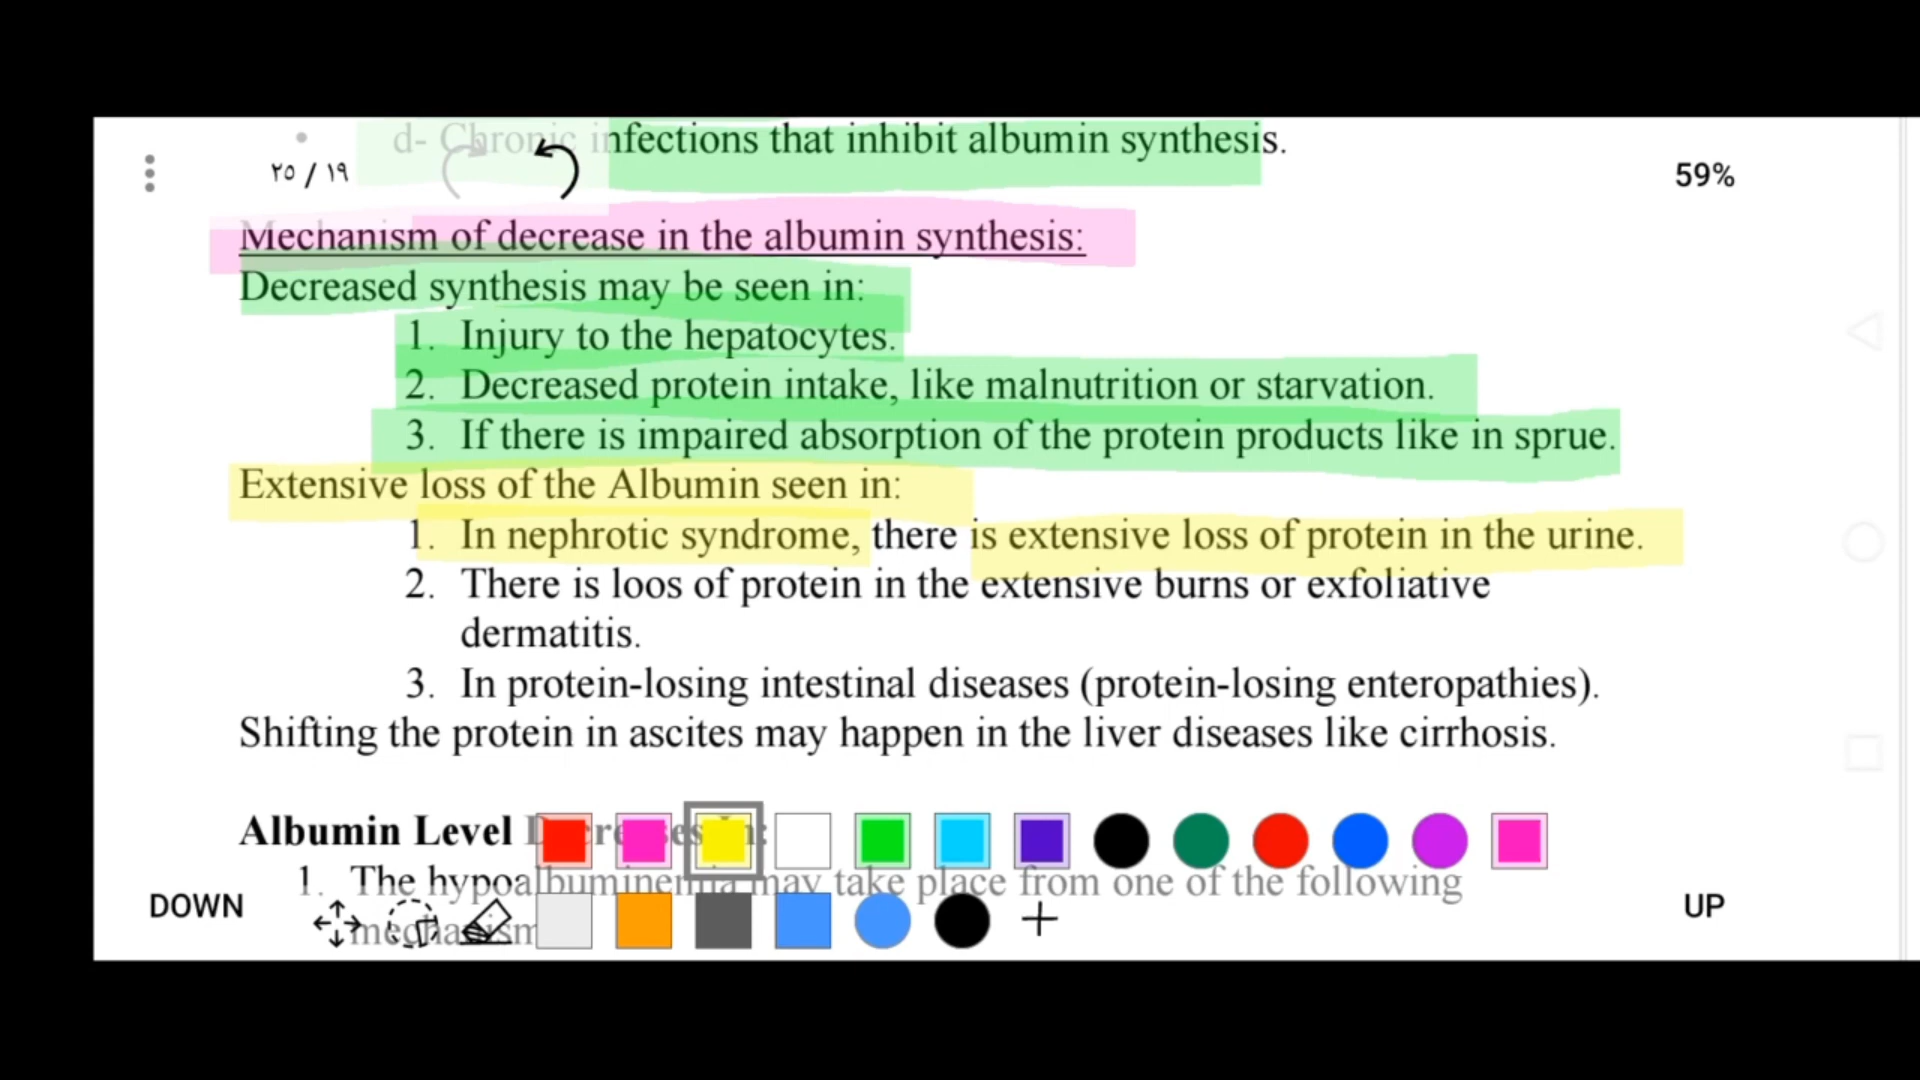 d- Chronic infections that inhibit albumin synthesis.
٢٥ / ١٩
59%
Mechanism of decrease in the albumin synthesis:
Decreased synthesis may be seen in:
1. Injury to the hepatocytes.
2. Decreased protein intake, like malnutrition or starvation.
3. If there is impaired absorption of the protein products like in sprue.
Extensive loss of the Albumin seen in:
1. In nephrotic syndrome, there is extensive loss of protein in the urine.
2. There is loos of protein in the extensive burns or exfoliative
dermatitis.
3. In protein-losing intestinal diseases (protein-losing enteropathies).
Shifting the protein in ascites may happen in the liver diseases like cirrhosis.
Albumin Level Decreases In:
1. The hypoalbuminemia may take place from one of the following
DOWN
mechanism
UP